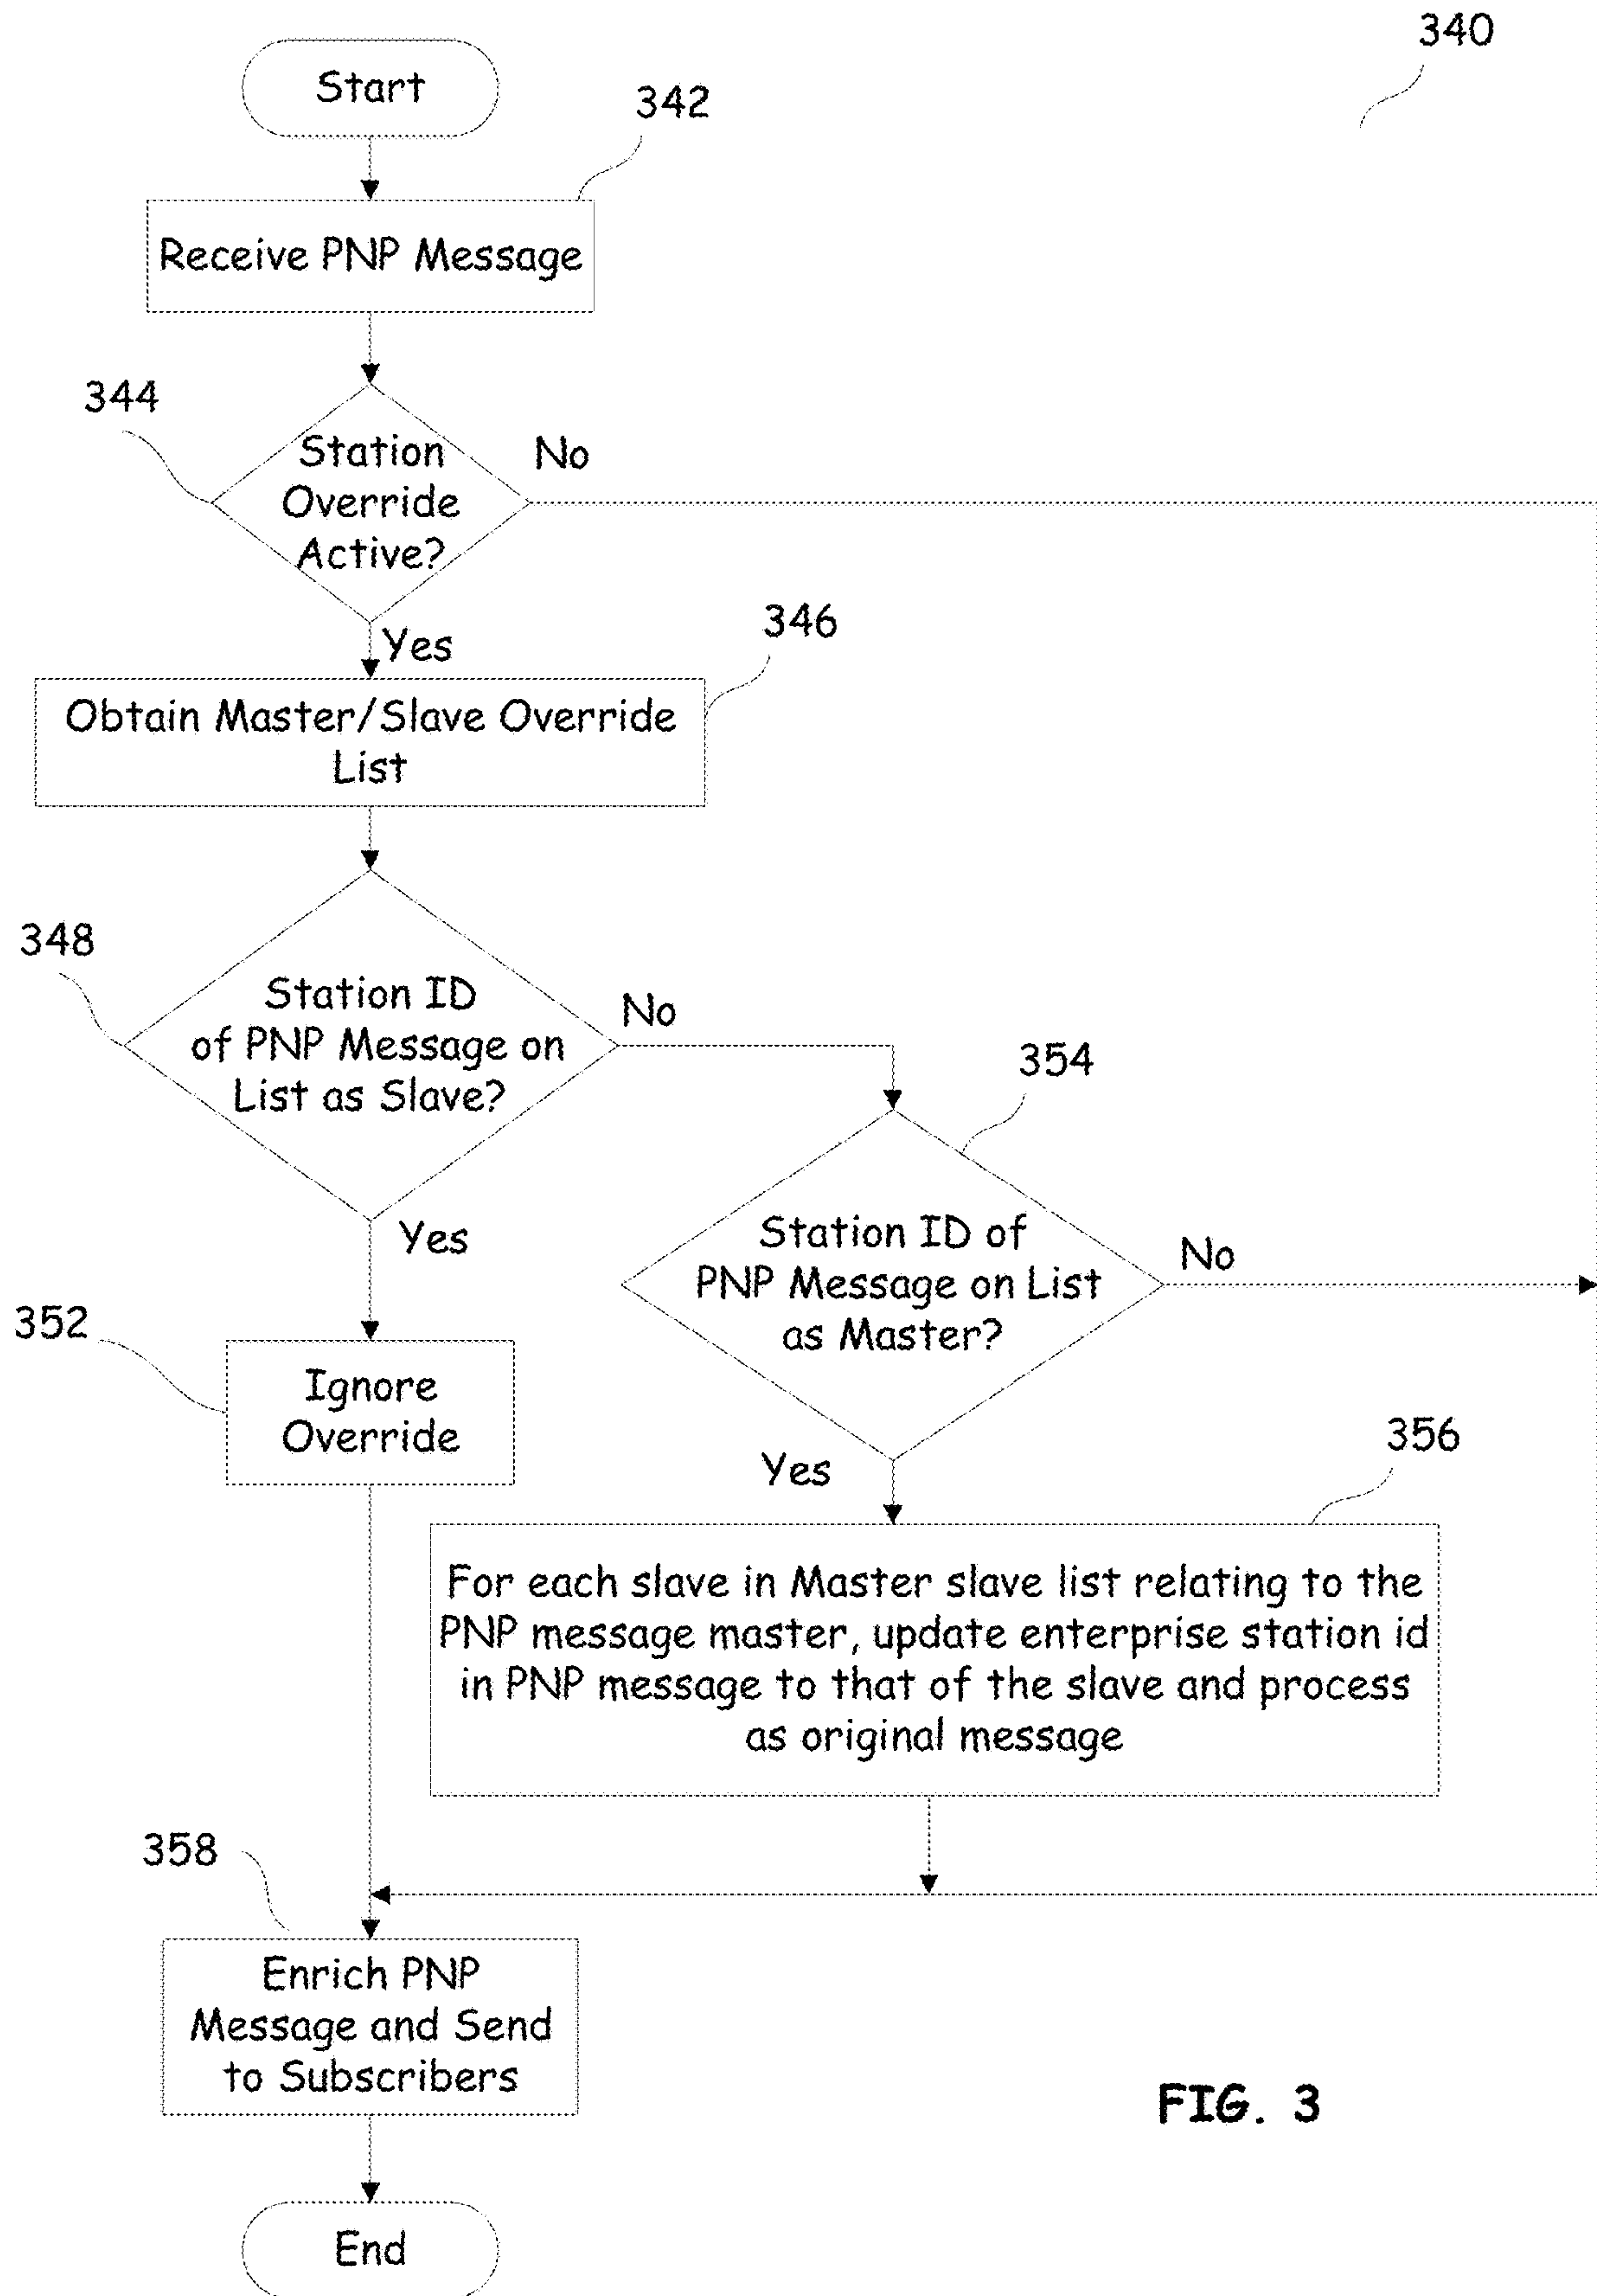 340
Start
342
Receive PNP Message
344
Station
Override
Active?
No
Yes
346
Obtain Master/Slave Override
List
348
Station ID
of PNP Message on
List as Slave?
No
Yes
354
Station ID of
PNP Message on List
as Master?
No
Yes
352
Ignore
Override
356
For each slave in Master slave list relating to the
PNP message master, update enterprise station id
in PNP message to that of the slave and process
as original message
358
Enrich PNP
Message and Send
to Subscribers
End
FIG. 3